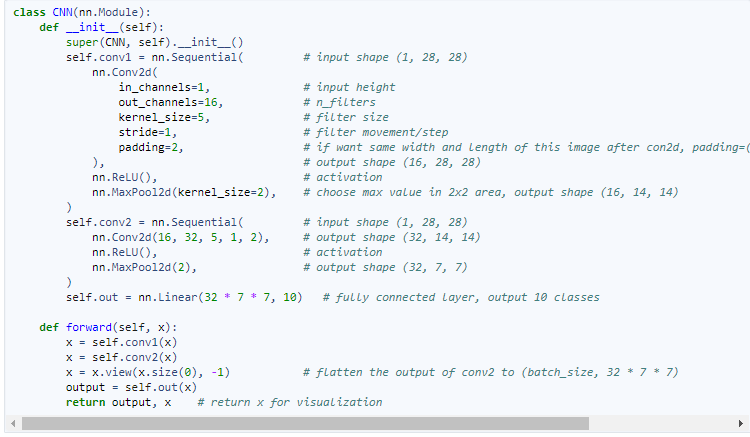 class CNN(nn.Module):
    def __init__(self):
        super(CNN, self).__init__()
        self.conv1 = nn.Sequential(         # input shape (1, 28, 28)
            nn.Conv2d(
                in_channels=1,              # input height
                out_channels=16,            # n_filters
                kernel_size=5,              # filter size
                stride=1,                   # filter movement/step
                padding=2,                  # if want same width and length of this image after con2d, padding=(
            ),                              # output shape (16, 28, 28)
            nn.ReLU(),                      # activation
            nn.MaxPool2d(kernel_size=2),    # choose max value in 2x2 area, output shape (16, 14, 14)
        )
        self.conv2 = nn.Sequential(         # input shape (1, 28, 28)
            nn.Conv2d(16, 32, 5, 1, 2),     # output shape (32, 14, 14)
            nn.ReLU(),                      # activation
            nn.MaxPool2d(2),                # output shape (32, 7, 7)
        )
        self.out = nn.Linear(32 * 7 * 7, 10)   # fully connected layer, output 10 classes

    def forward(self, x):
        x = self.conv1(x)
        x = self.conv2(x)
        x = x.view(x.size(0), -1)           # flatten the output of conv2 to (batch_size, 32 * 7 * 7)
        output = self.out(x)
        return output, x    # return x for visualization